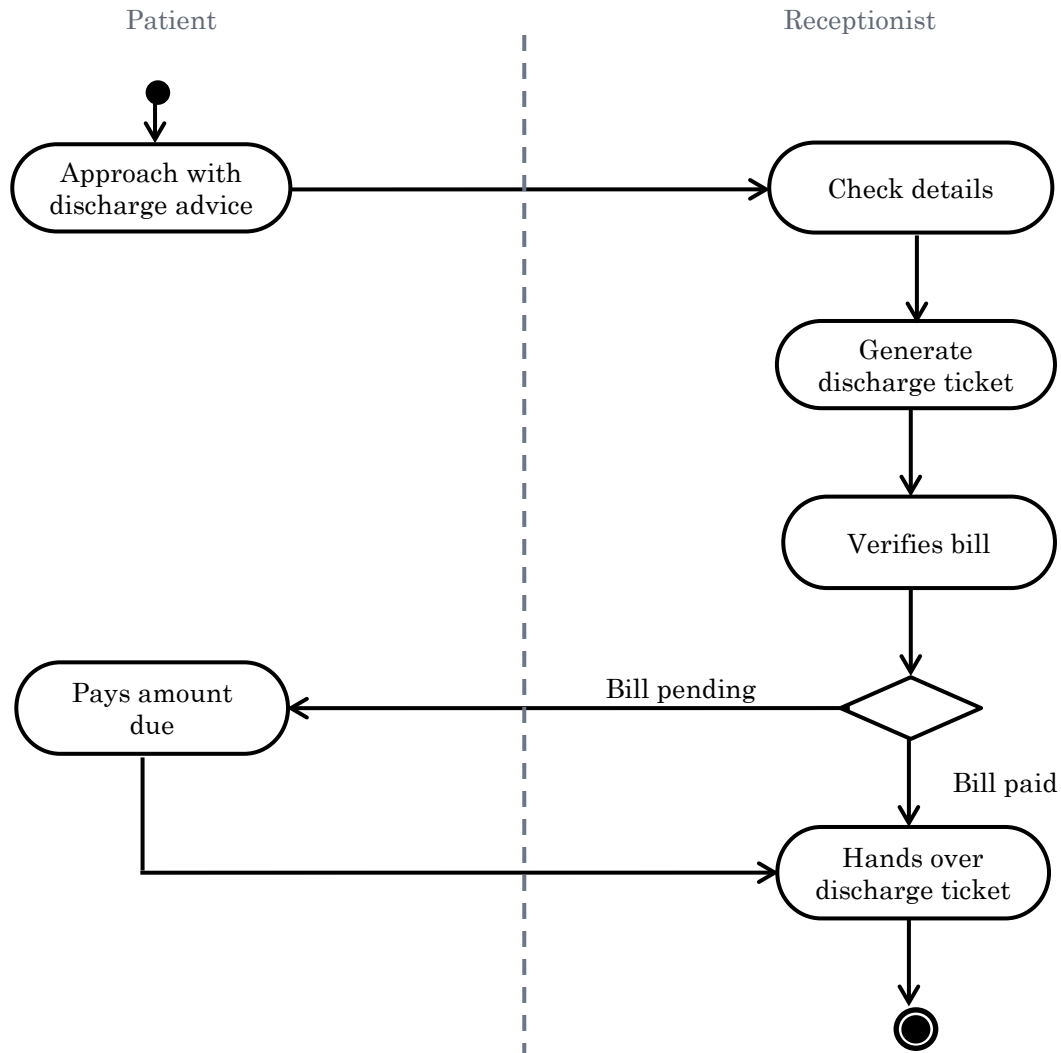 Patient
Receptionist
Approach with
discharge advice
Check details
Generate
discharge ticket
Verifies bill
Pays amount
due
Bill pending
Bill paid
Hands over
discharge ticket